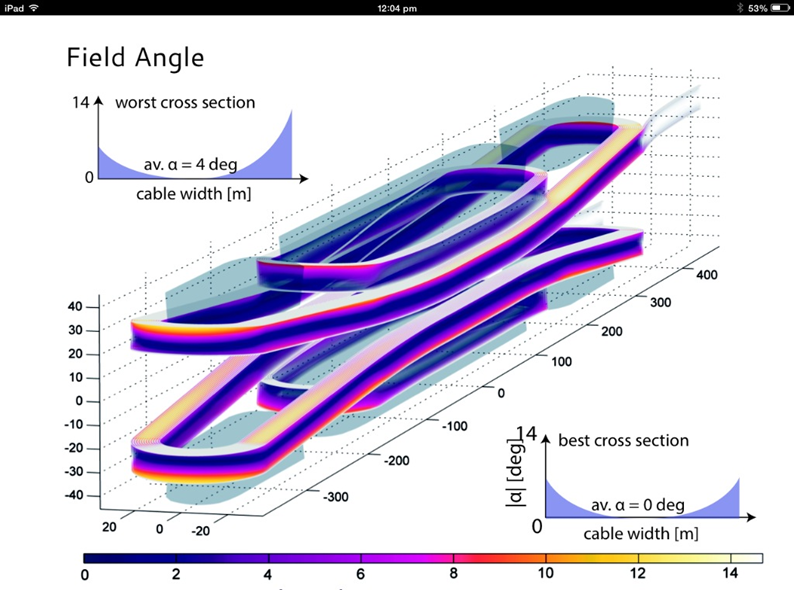 iPad 12:04 pm 53%
Field Angle
14 worst cross section
av. α = 4 deg
0
cable width [m]
400
300
200
100
0
-100
-200
-300
40
30
20
10
0
-10
-20
-30
-40
20 0 -20
14 best cross section
|α| [deg]
av. α = 0 deg
0
cable width [m]
0 2 4 6 8 10 12 14